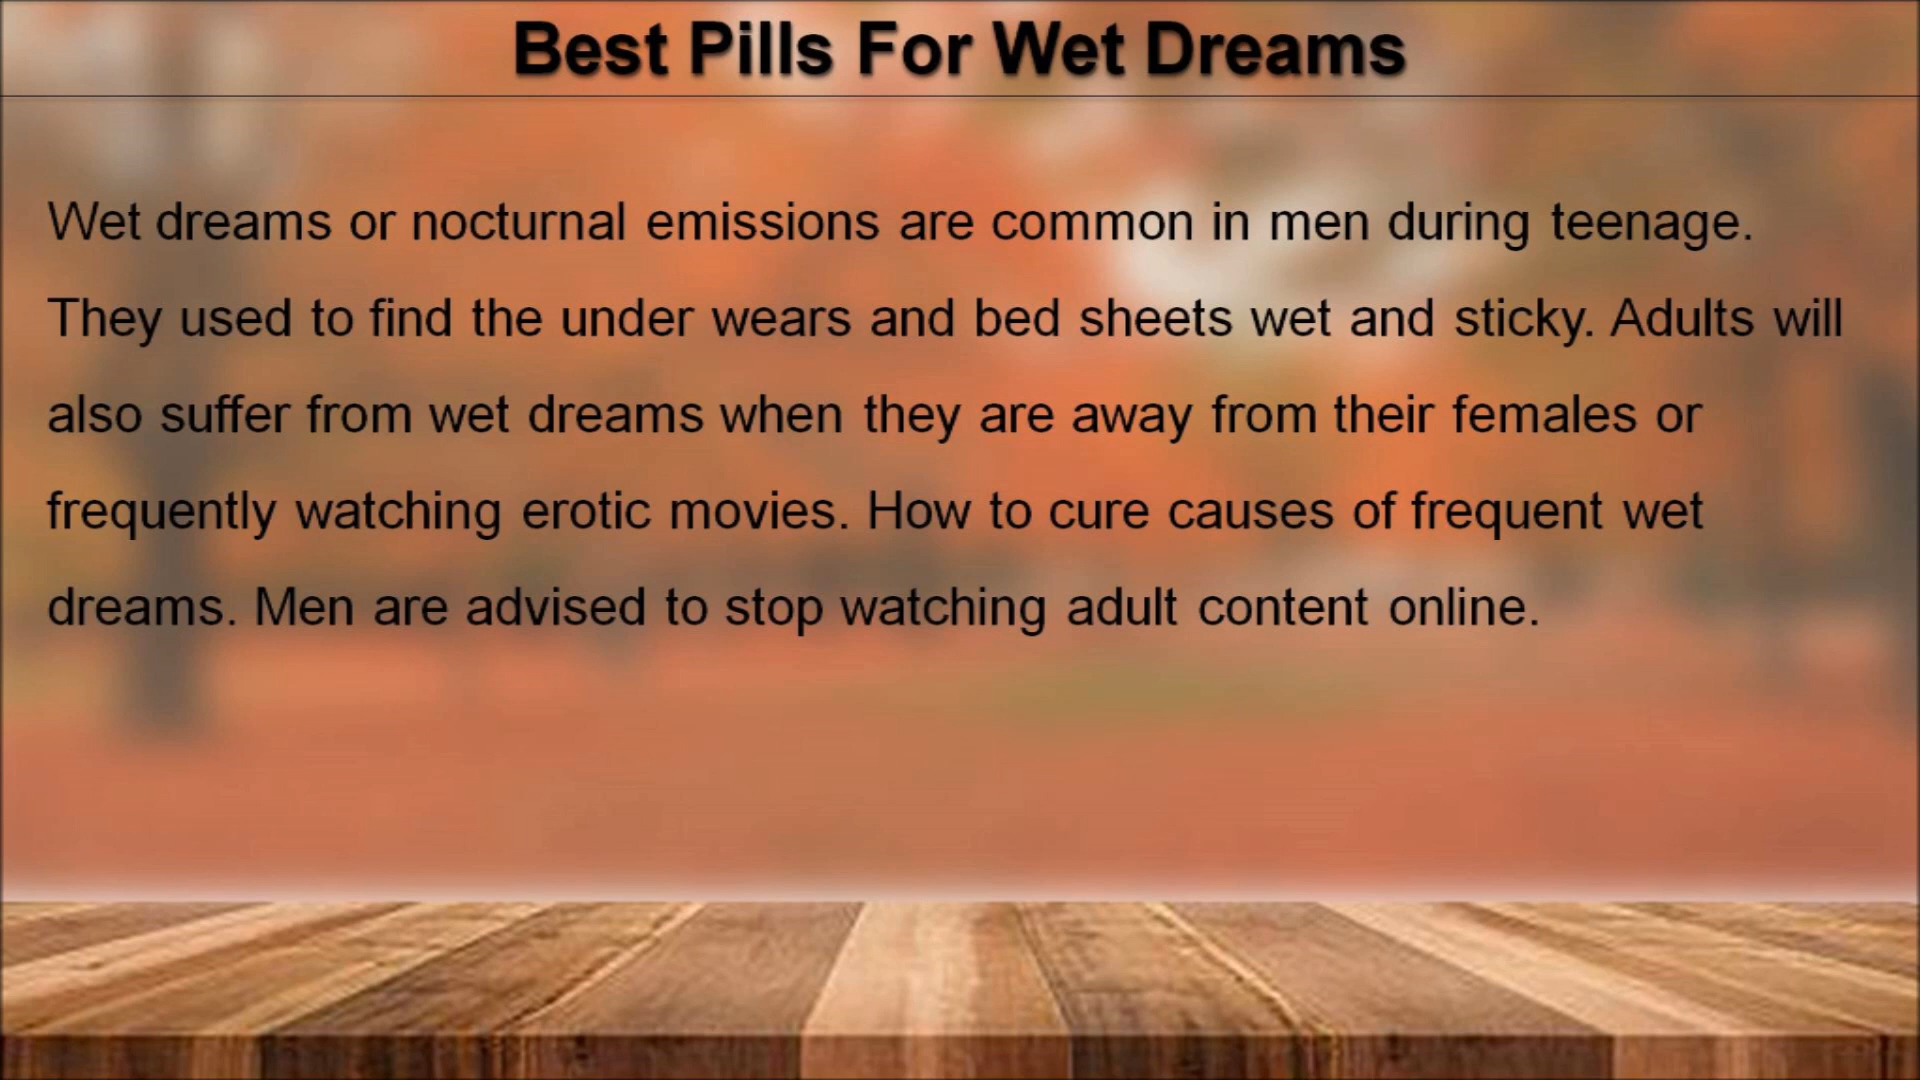 Best Pills For Wet Dreams
Wet dreams or nocturnal emissions are common in men during teenage.
They used to find the under wears and bed sheets wet and sticky. Adults will
also suffer from wet dreams when they are away from their females or
frequently watching erotic movies. How to cure causes of frequent wet
dreams. Men are advised to stop watching adult content online.